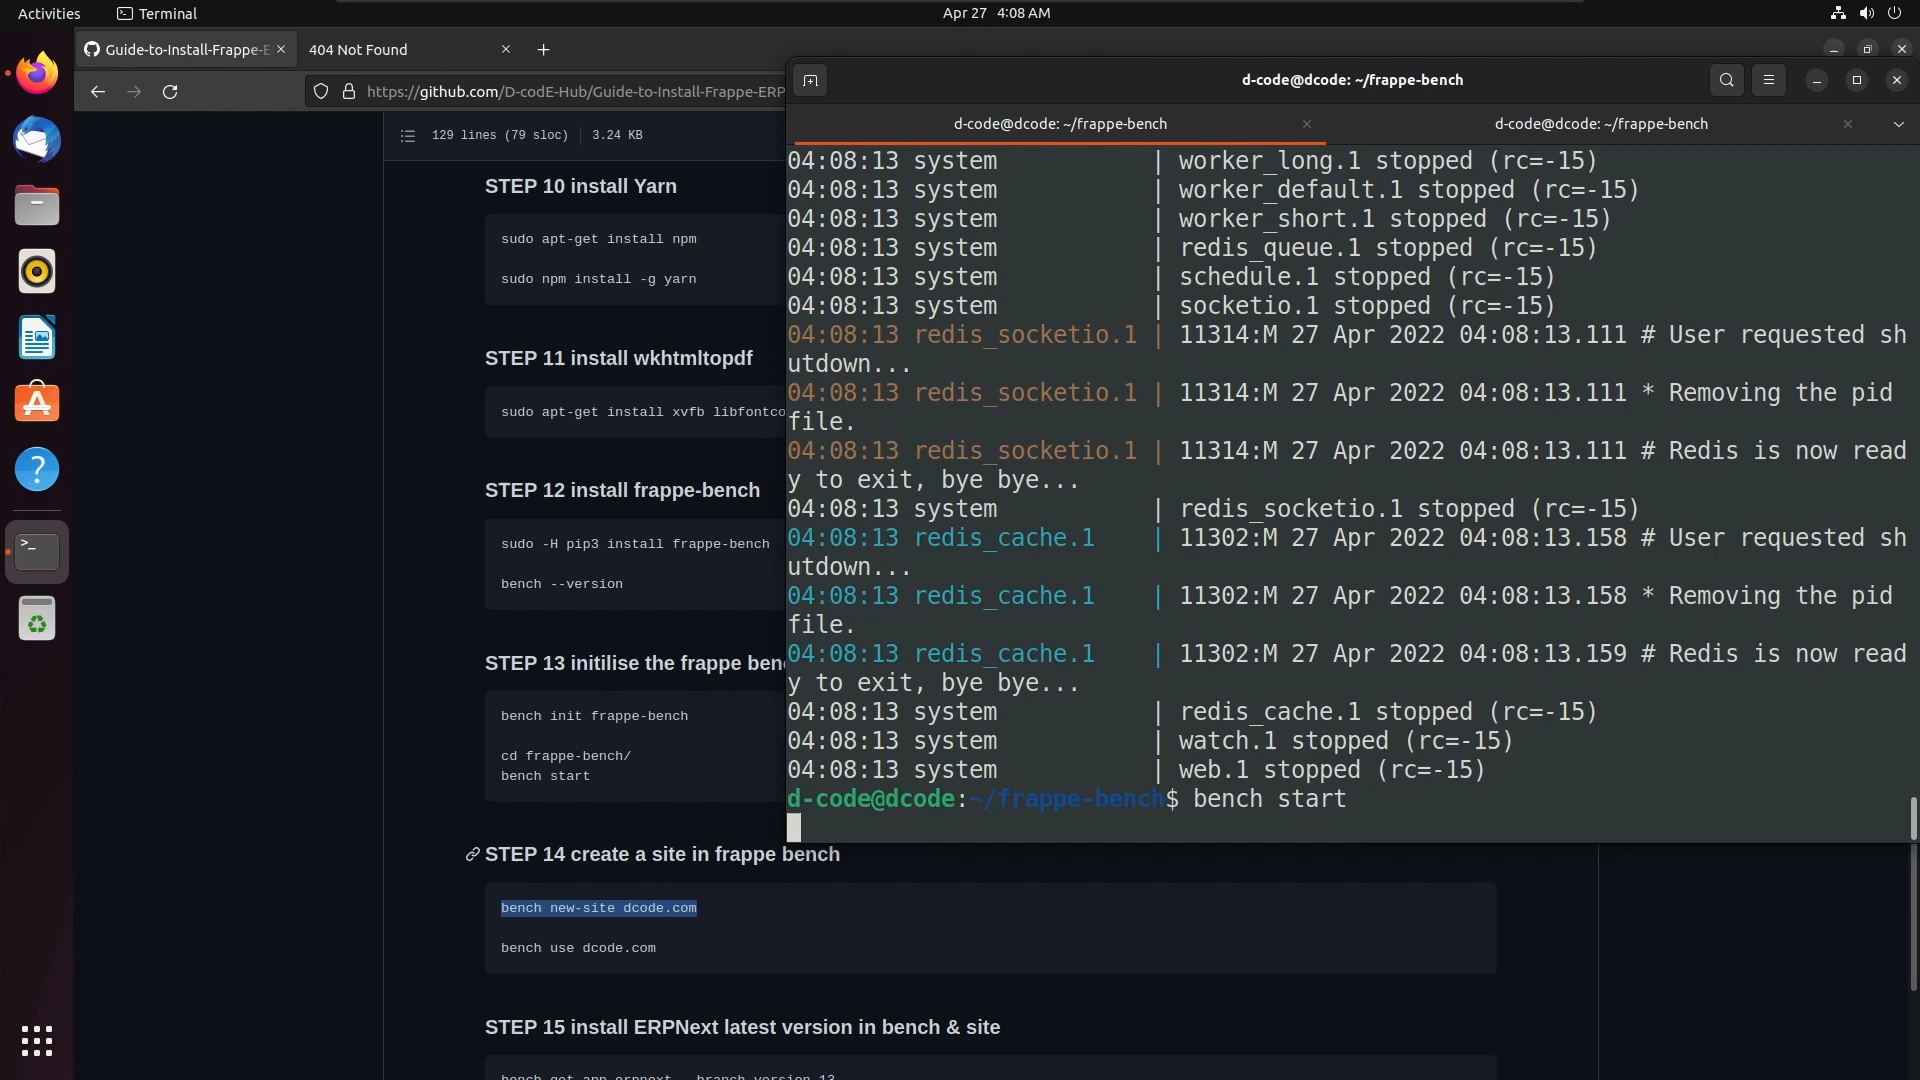 Activities
Terminal
Apr 27 4:08 AM
Guide-to-Install-Frappe-E
404 Not Found
https://github.com/D-codE-Hub/Guide-to-Install-Frappe-ERP
129 lines (79 sloc) 3.24 KB
STEP 10 install Yarn
sudo apt-get install npm
sudo npm install -g yarn
STEP 11 install wkhtmltopdf
sudo apt-get install xvfb libfontco
STEP 12 install frappe-bench
sudo -H pip3 install frappe-bench
bench --version
STEP 13 initilise the frappe ben
bench init frappe-bench
cd frappe-bench/
bench start
STEP 14 create a site in frappe bench
bench new-site dcode.com
bench use dcode.com
STEP 15 install ERPNext latest version in bench & site
d-code@dcode: ~/frappe-bench
d-code@dcode: ~/frappe-bench
d-code@dcode: ~/frappe-bench
04:08:13 system | worker_long.1 stopped (rc=-15)
04:08:13 system | worker_default.1 stopped (rc=-15)
04:08:13 system | worker_short.1 stopped (rc=-15)
04:08:13 system | redis_queue.1 stopped (rc=-15)
04:08:13 system | schedule.1 stopped (rc=-15)
04:08:13 system | socketio.1 stopped (rc=-15)
04:08:13 redis_socketio.1 | 11314:M 27 Apr 2022 04:08:13.111 # User requested sh
utdown...
04:08:13 redis_socketio.1 | 11314:M 27 Apr 2022 04:08:13.111 * Removing the pid
file.
04:08:13 redis_socketio.1 | 11314:M 27 Apr 2022 04:08:13.111 # Redis is now read
y to exit, bye bye...
04:08:13 system | redis_socketio.1 stopped (rc=-15)
04:08:13 redis_cache.1 | 11302:M 27 Apr 2022 04:08:13.158 # User requested sh
utdown...
04:08:13 redis_cache.1 | 11302:M 27 Apr 2022 04:08:13.158 * Removing the pid
file.
04:08:13 redis_cache.1 | 11302:M 27 Apr 2022 04:08:13.159 # Redis is now read
y to exit, bye bye...
04:08:13 system | redis_cache.1 stopped (rc=-15)
04:08:13 system | watch.1 stopped (rc=-15)
04:08:13 system | web.1 stopped (rc=-15)
d-code@dcode:~/frappe-bench$ bench start